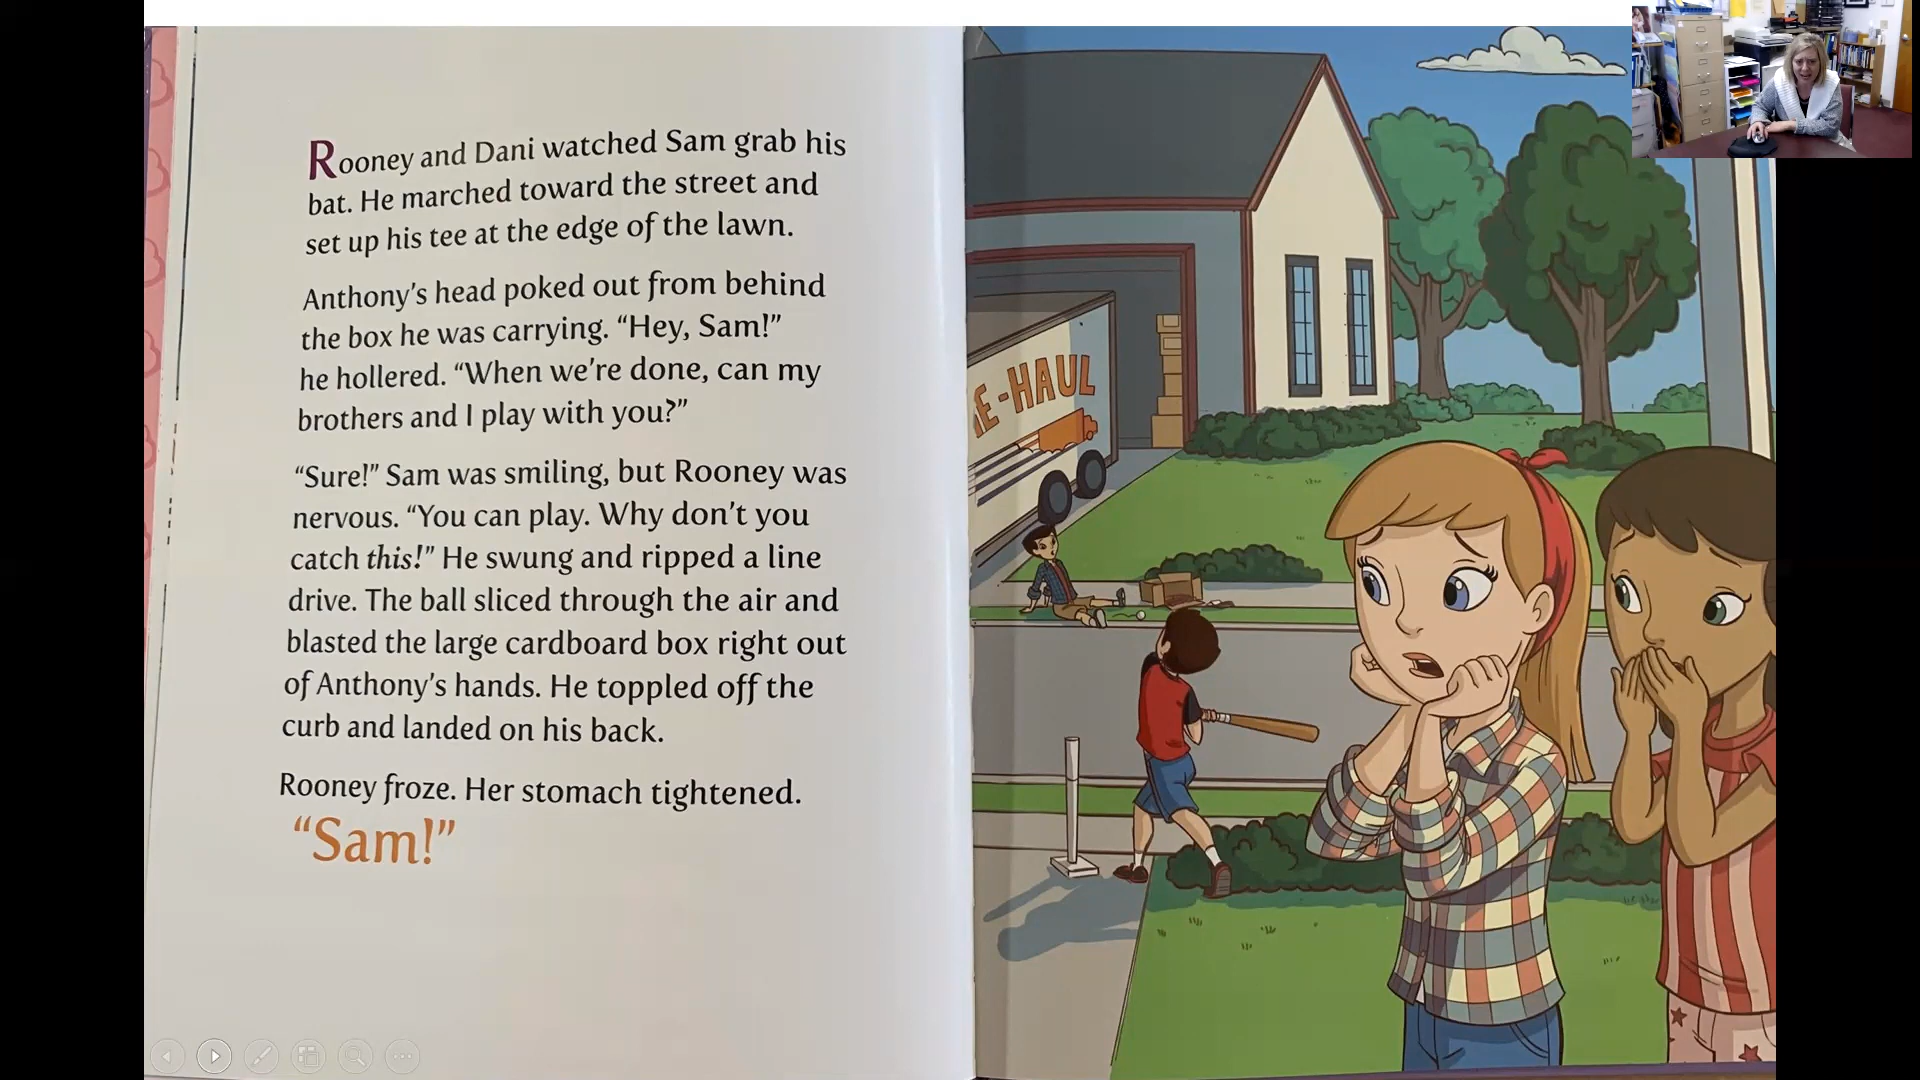 Rooney and Dani watched Sam grab his
bat. He marched toward the street and
set up his tee at the edge of the lawn.
Anthony’s head poked out from behind
the box he was carrying. “Hey, Sam!”
he hollered. “When we’re done, can my
brothers and I play with you?”
“Sure!” Sam was smiling, but Rooney was
nervous. “You can play. Why don’t you
catch this!” He swung and ripped a line
drive. The ball sliced through the air and
blasted the large cardboard box right out
of Anthony’s hands. He toppled off the
curb and landed on his back.
Rooney froze. Her stomach tightened.
“Sam!”
E-HAUL